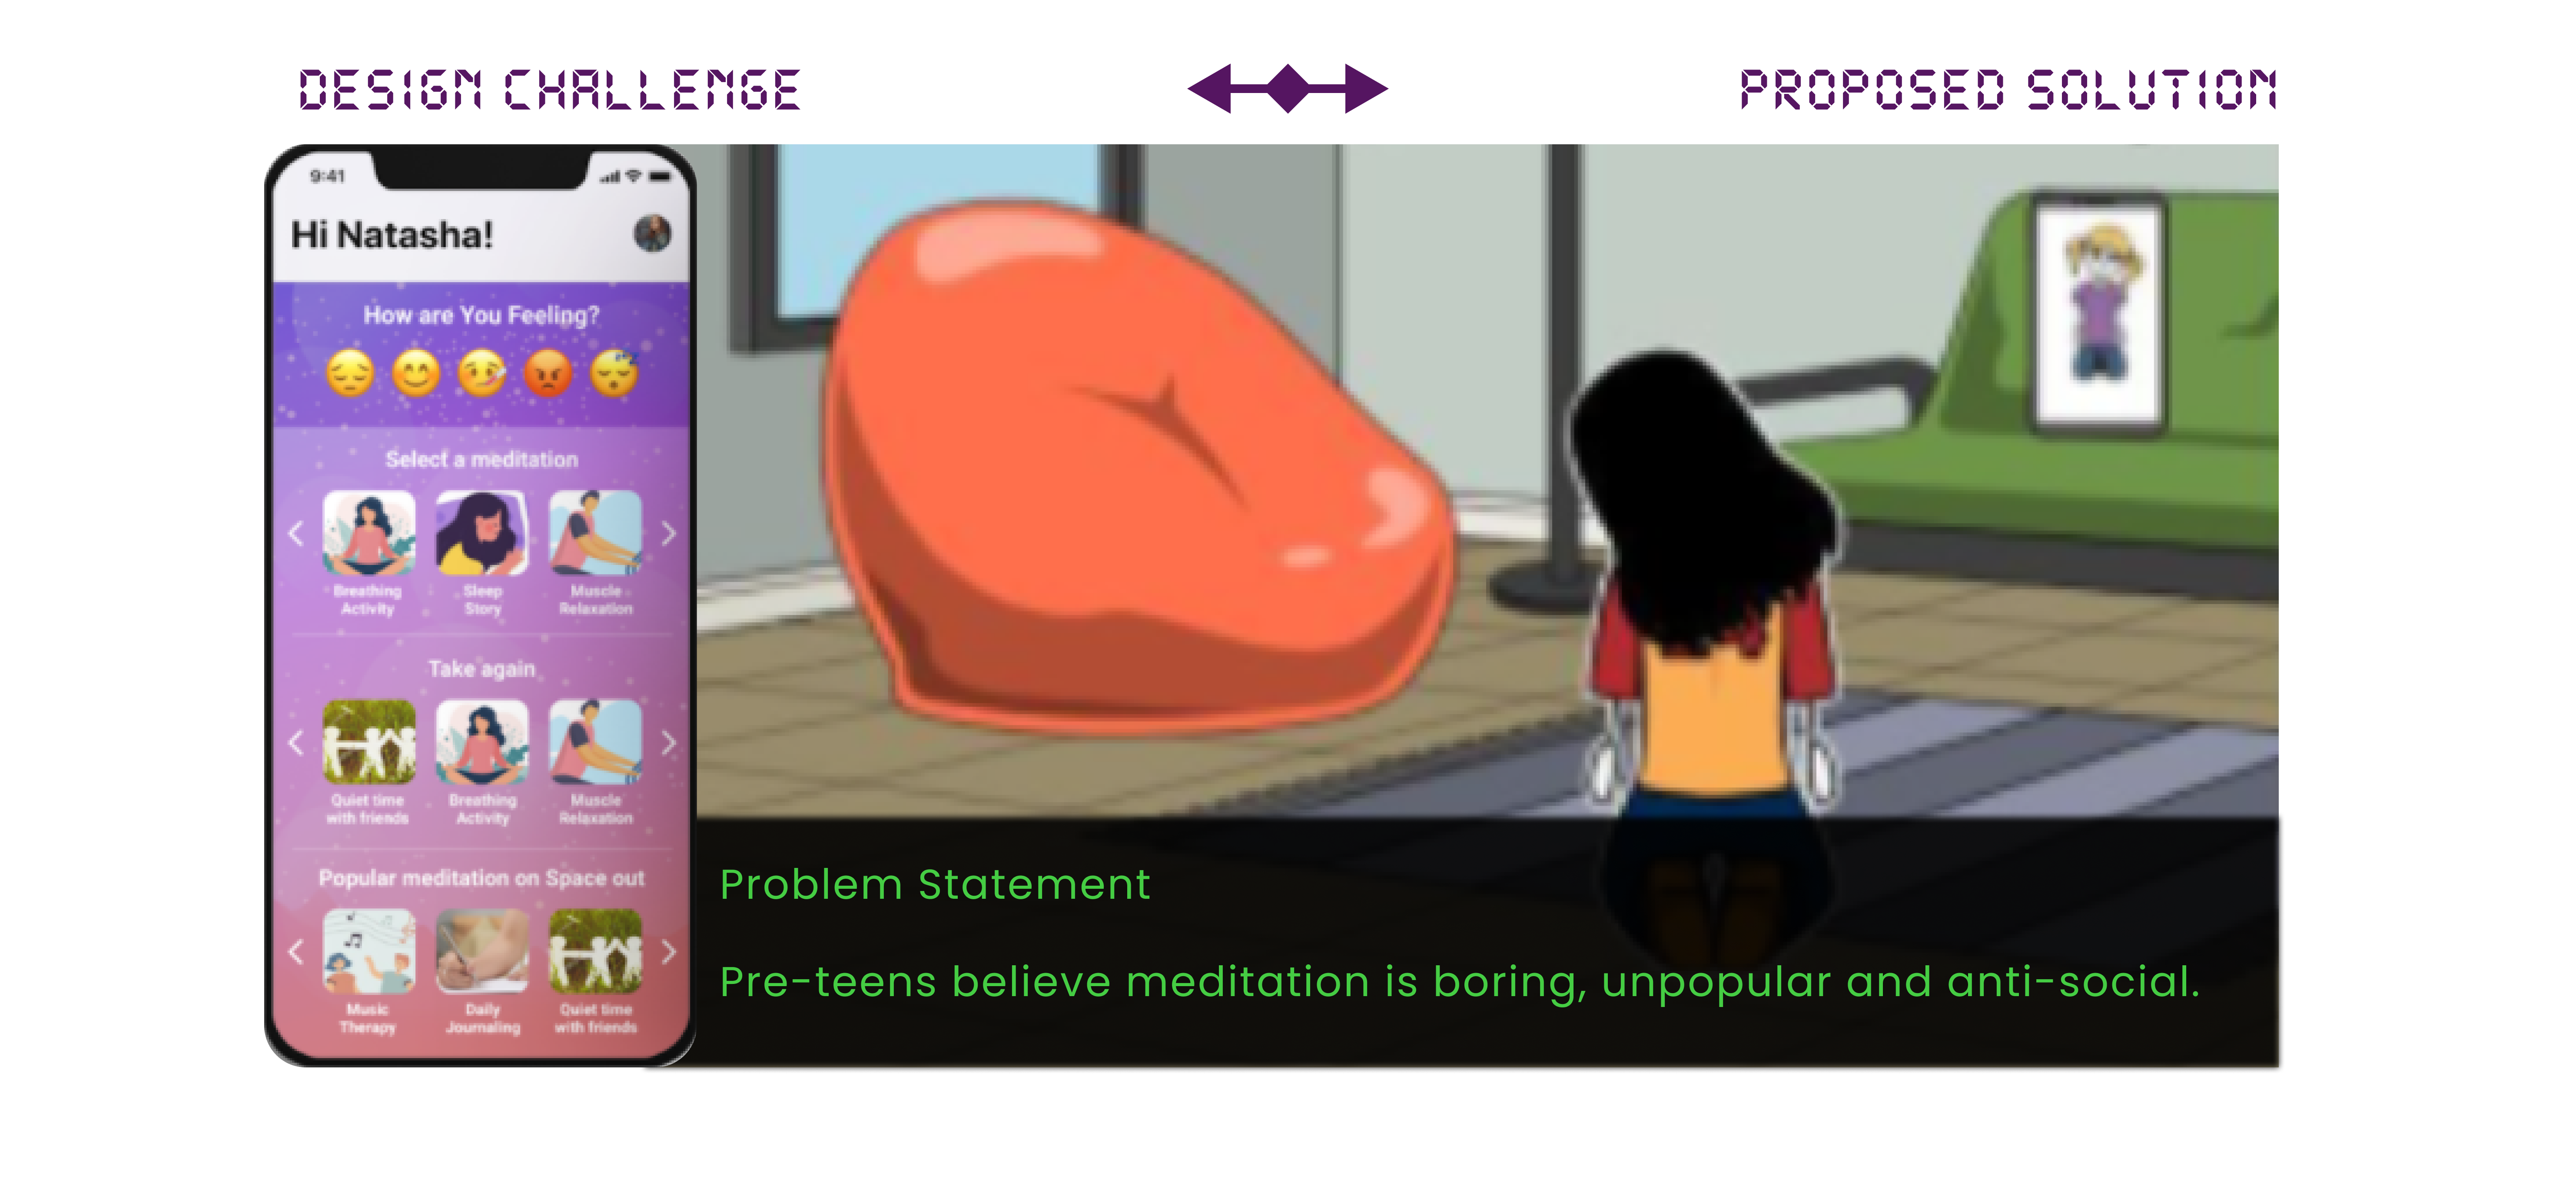 DESIGN CHALLENGE
PROPOSED SOLUTION
9:41
Hi Natasha!
How are You Feeling?
Select a meditation
Breathing
Activity
Sleep
Story
Muscle
Relaxation
Take again
Quiet time
with friends
Breathing
Activity
Muscle
Relaxation
Popular meditation on Space out
Music
Therapy
Daily
Journaling
Quiet time
with friends
Problem Statement
Pre-teens believe meditation is boring, unpopular and anti-social.